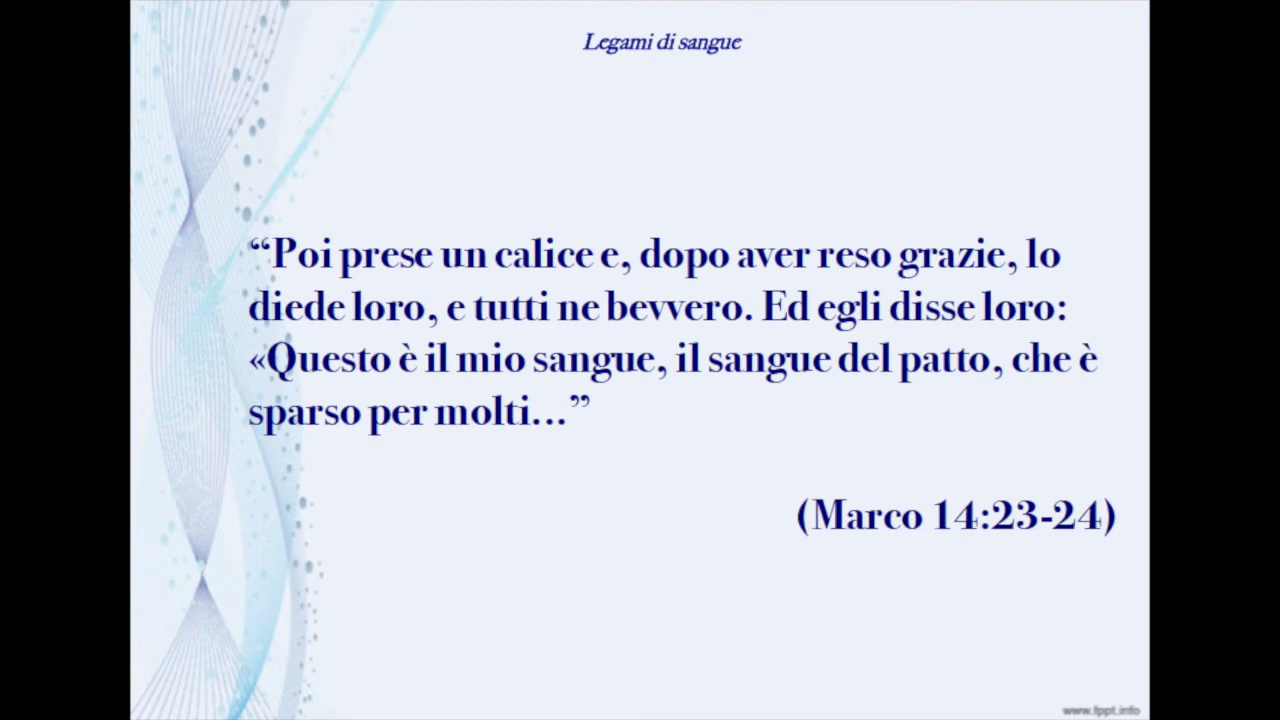 Legami di sangue
“Poi prese un calice e, dopo aver reso grazie, lo
diede loro, e tutti ne bevvero. Ed egli disse loro:
«Questo è il mio sangue, il sangue del patto, che è
sparso per molti...”
(Marco 14:23-24)
www.fppt.info